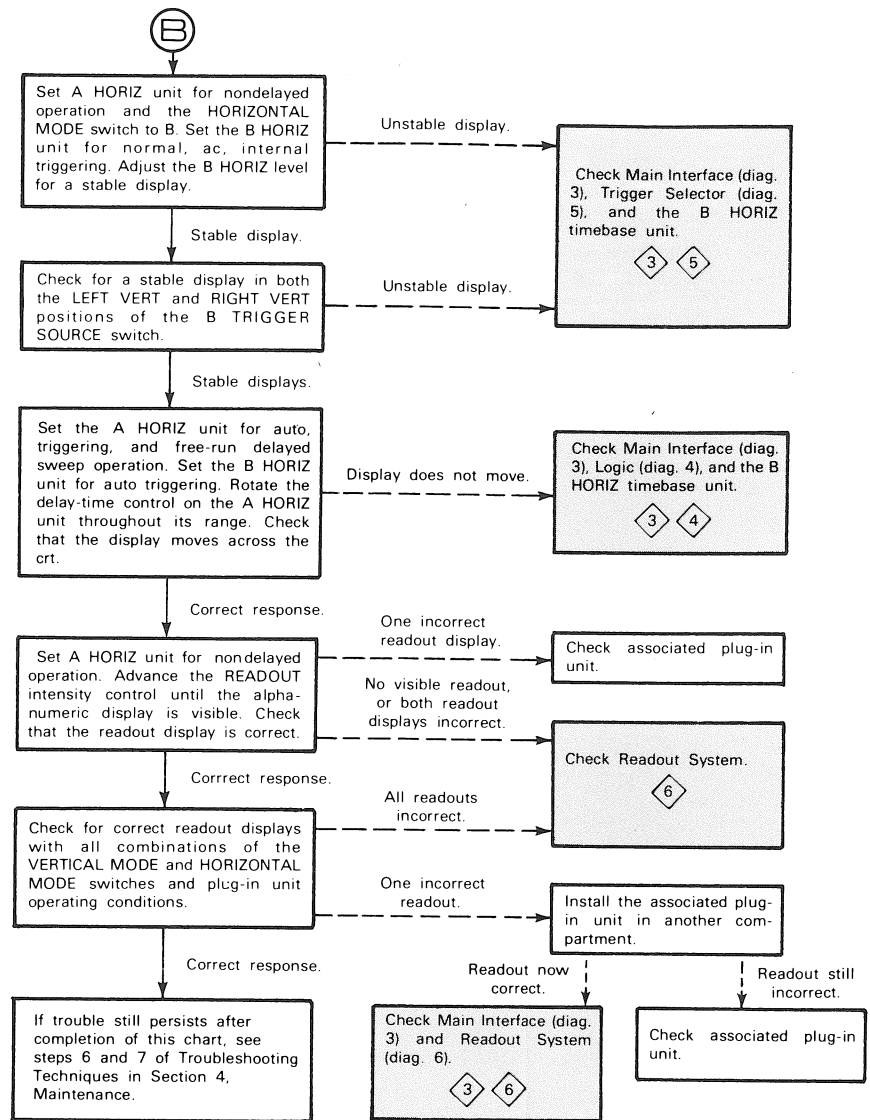 B
Set A HORIZ unit for nondelayed
operation and the HORIZONTAL
MODE switch to B. Set the B HORIZ
unit for normal, ac, internal
triggering. Adjust the B HORIZ level
for a stable display.
Unstable display.
Check Main Interface (diag.
3), Trigger Selector (diag.
5), and the B HORIZ
timebase unit.
3 5
Stable display.
Check for a stable display in both
the LEFT VERT and RIGHT VERT
positions of the B TRIGGER
SOURCE switch.
Unstable display.
Stable displays.
Set the A HORIZ unit for auto,
triggering, and free-run delayed
sweep operation. Set the B HORIZ
unit for auto triggering. Rotate the
delay-time control on the A HORIZ
unit throughout its range. Check
that the display moves across the
crt.
Display does not move.
Check Main Interface (diag.
3), Logic (diag. 4), and the B
HORIZ timebase unit.
3 4
Correct response.
Set A HORIZ unit for nondelayed
operation. Advance the READOUT
intensity control until the alpha-
numeric display is visible. Check
that the readout display is correct.
One incorrect
readout display.
Check associated plug-in
unit.
No visible readout,
or both readout
displays incorrect.
Check Readout System.
6
Corrrect response.
Check for correct readout displays
with all combinations of the
VERTICAL MODE and HORIZONTAL
MODE switches and plug-in unit
operating conditions.
All readouts
incorrect.
One incorrect
readout.
Install the associated plug-
in unit in another com-
partment.
Correct response.
Readout now
correct.
Readout still
incorrect.
If trouble still persists after
completion of this chart, see
steps 6 and 7 of Troubleshooting
Techniques in Section 4,
Maintenance.
Check Main Interface (diag.
3) and Readout System
(diag. 6).
3 6
Check associated plug-in
unit.